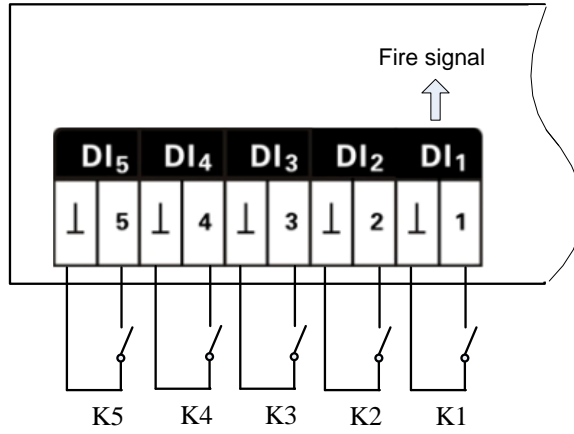 Fire signal
DI5 DI4 DI3 DI2 DI1
⊥ 5 ⊥ 4 ⊥ 3 ⊥ 2 ⊥ 1
K5 K4 K3 K2 K1